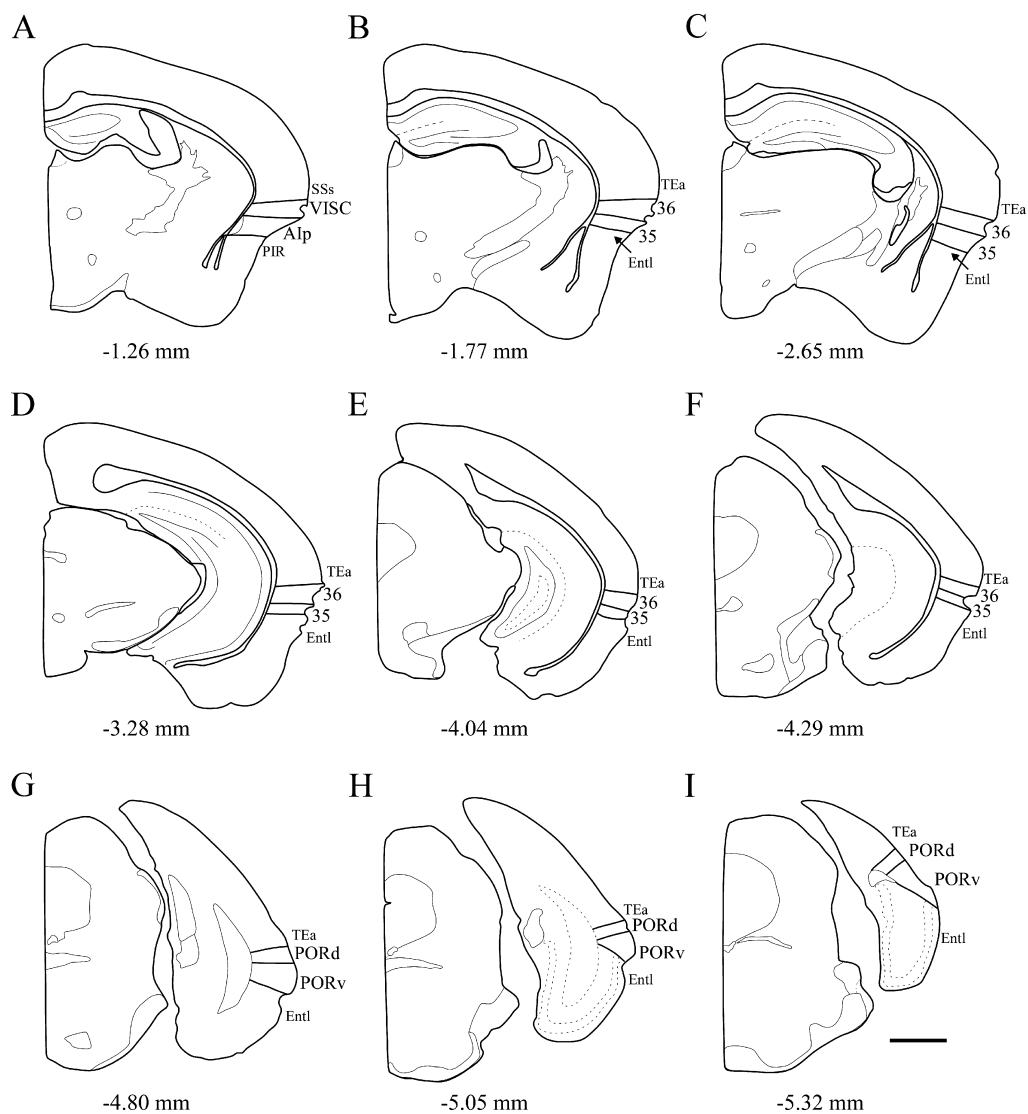 A
SSs
VISC
AIp
PIR
-1.26 mm
B
TEa
36
35
Entl
-1.77 mm
C
TEa
36
35
Entl
-2.65 mm
D
TEa
36
35
Entl
-3.28 mm
E
TEa
36
35
Entl
-4.04 mm
F
TEa
36
35
Entl
-4.29 mm
G
TEa
PORd
PORv
Entl
-4.80 mm
H
TEa
PORd
PORv
Entl
-5.05 mm
I
TEa
PORd
PORv
Entl
-5.32 mm